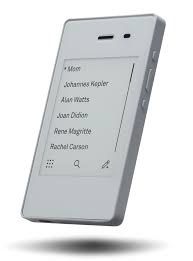 * Mom
Johannes Kepler
Alan Watts
Joan Didion
Rene Magritte
Rachel Carson